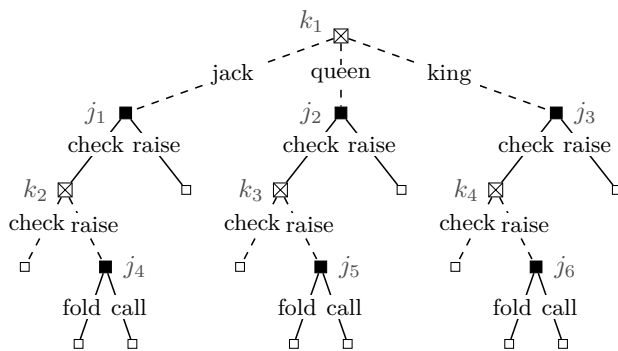 k1
jack queen king
j1 j2 j3
check raise check raise check raise
k2 k3 k4
check raise check raise check raise
j4 j5 j6
fold call fold call fold call